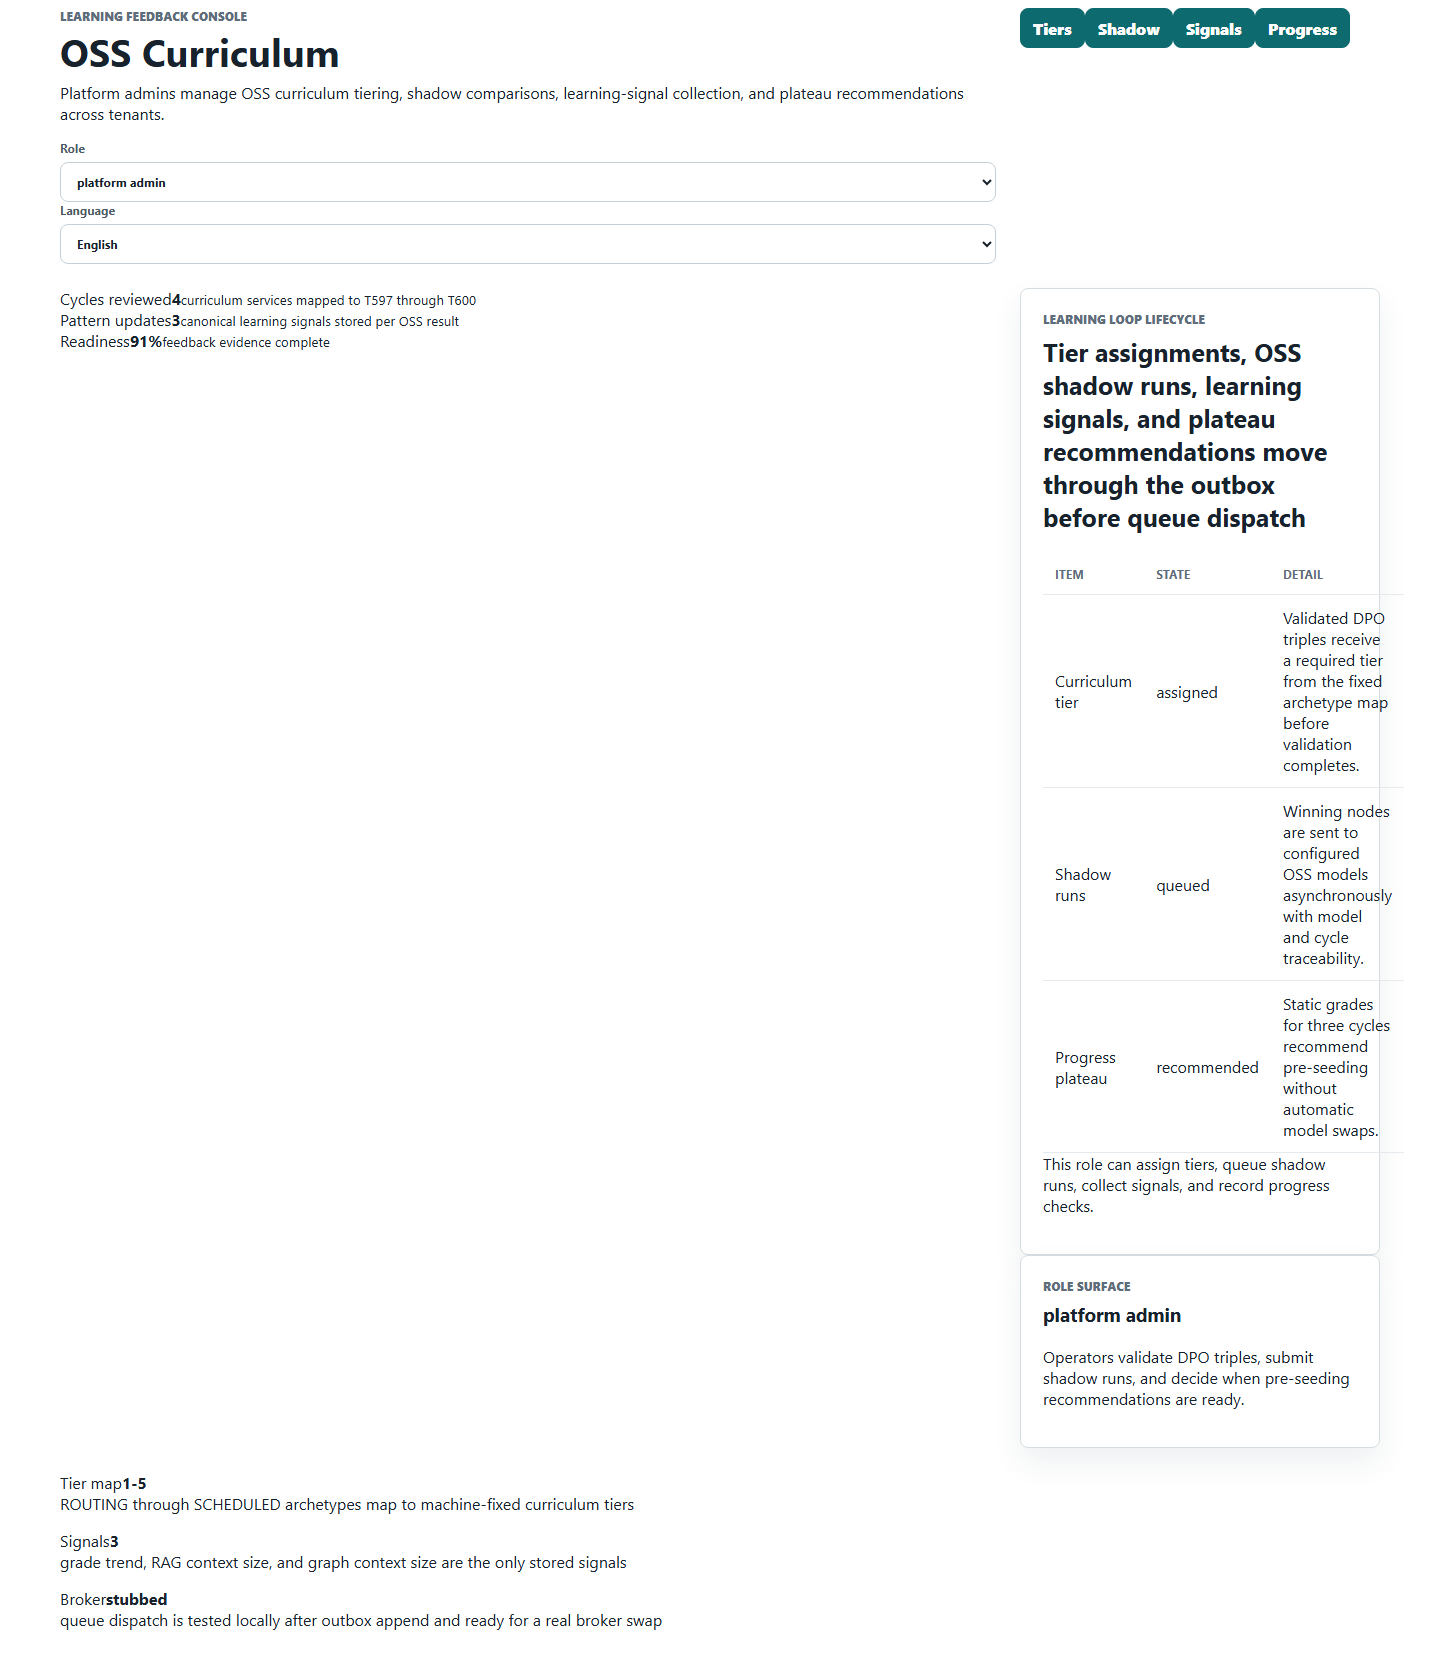 LEARNING FEEDBACK CONSOLE
OSS Curriculum
Platform admins manage OSS curriculum tiering, shadow comparisons, learning-signal collection, and plateau recommendations
across tenants.
Tiers
Shadow
Signals
Progress
Role
platform admin
Language
English
Cycles reviewed4curriculum services mapped to T597 through T600
Pattern updates3canonical learning signals stored per OSS result
Readiness91%feedback evidence complete
LEARNING LOOP LIFECYCLE
Tier assignments, OSS
shadow runs, learning
signals, and plateau
recommendations move
through the outbox
before queue dispatch
ITEM STATE DETAIL
Curriculum
tier
assigned
Validated DPO
triples receive
a required tier
from the fixed
archetype map
before
validation
completes.
Shadow
runs
queued
Winning nodes
are sent to
configured
OSS models
asynchronously
with model
and cycle
traceability.
Progress
plateau
recommended
Static grades
for three cycles
recommend
pre-seeding
without
automatic
model swaps.
This role can assign tiers, queue shadow
runs, collect signals, and record progress
checks.
ROLE SURFACE
platform admin
Operators validate DPO triples, submit
shadow runs, and decide when pre-seeding
recommendations are ready.
Tier map1-5
ROUTING through SCHEDULED archetypes map to machine-fixed curriculum tiers
Signals3
grade trend, RAG context size, and graph context size are the only stored signals
Brokerstubbed
queue dispatch is tested locally after outbox append and ready for a real broker swap